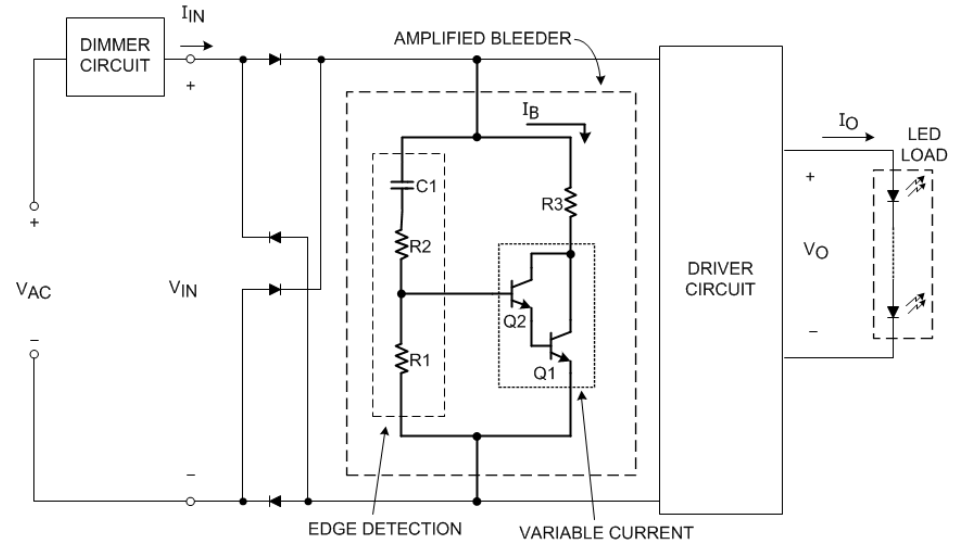 I_IN
DIMMER
CIRCUIT
AMPLIFIED BLEEDER
+
I_B
I_O
LED
LOAD
C1
+
R3
+
R2
DRIVER
CIRCUIT
V_O
V_AC
V_IN
Q2
−
−
R1
Q1
−
EDGE DETECTION
VARIABLE CURRENT